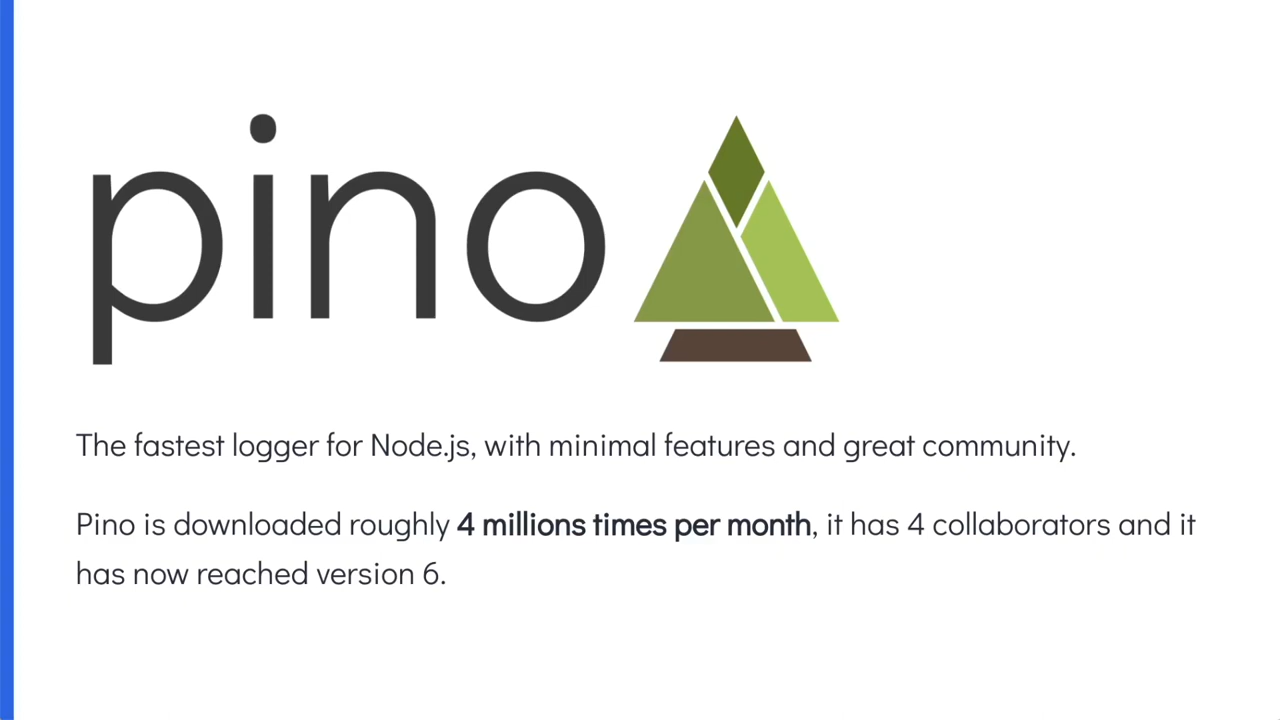 pino
The fastest logger for Node.js, with minimal features and great community.
Pino is downloaded roughly 4 millions times per month, it has 4 collaborators and it
has now reached version 6.